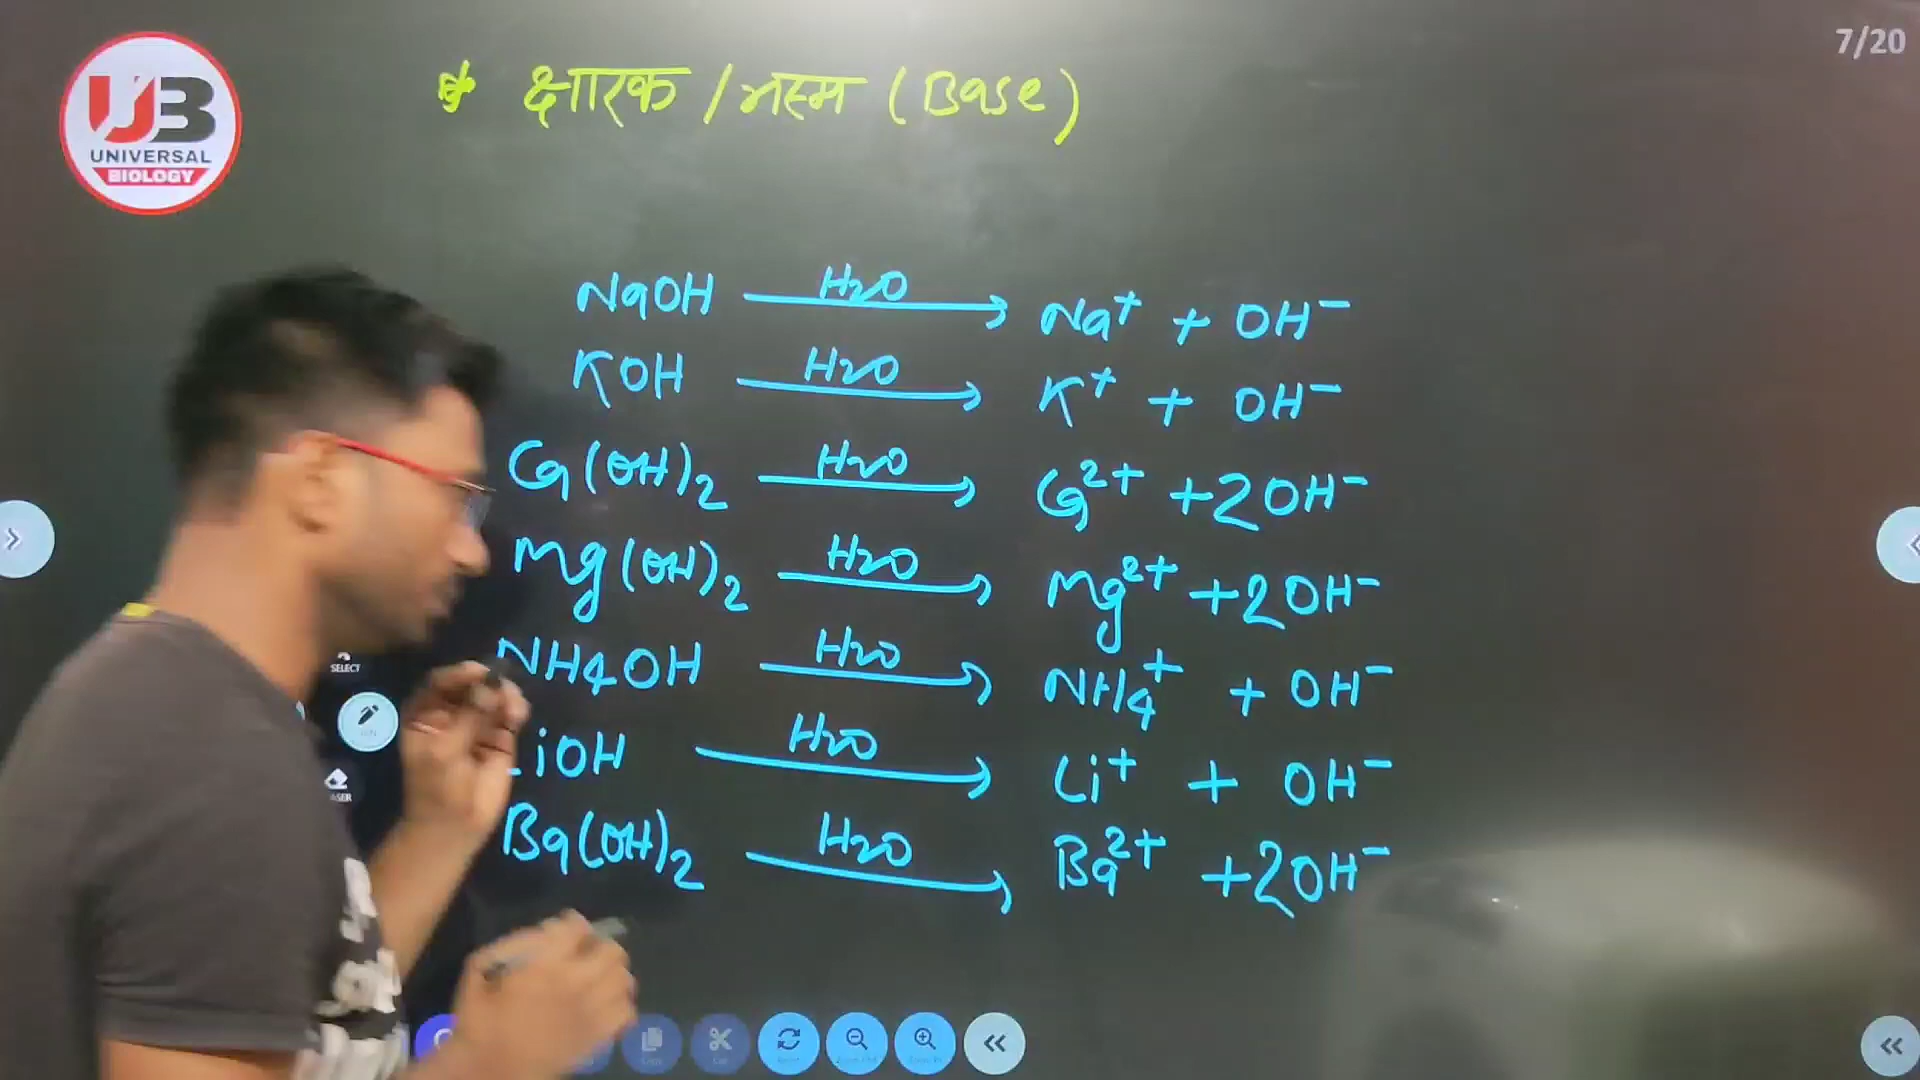 7/20
UB
UNIVERSAL
BIOLOGY
* क्षारक / भस्म (Base)
NaOH H2O → Na+ + OH−
KOH H2O → K+ + OH−
Ca(OH)2 H2O → Ca2+ + 2OH−
Mg(OH)2 H2O → Mg2+ + 2OH−
NH4OH H2O → NH4+ + OH−
LiOH H2O → Li+ + OH−
Ba(OH)2 H2O → Ba2+ + 2OH−
SELECT